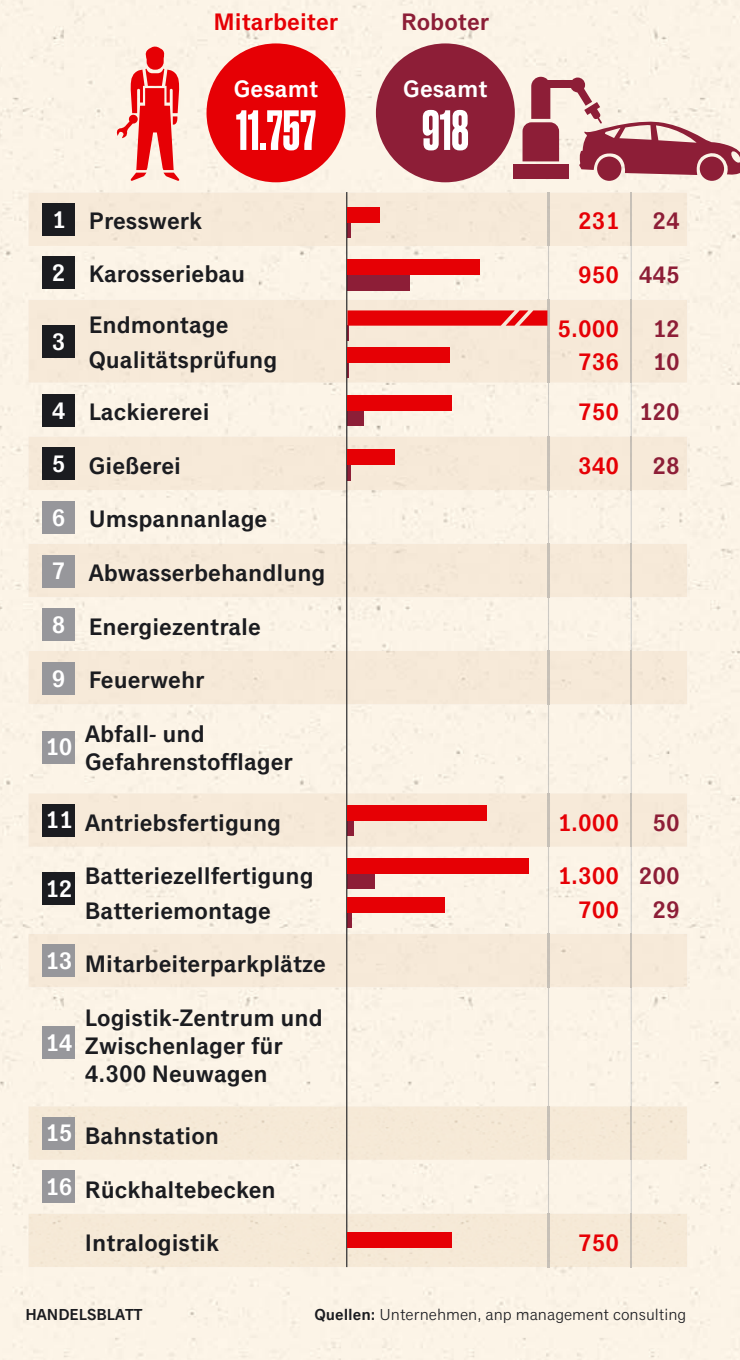 Mitarbeiter Roboter
Gesamt Gesamt
11.757 918
1 Presswerk 231 24
2 Karosseriebau 950 445
3 Endmontage 5.000 12
Qualitätsprüfung 736 10
4 Lackiererei 750 120
5 Gießerei 340 28
6 Umspannanlage
7 Abwasserbehandlung
8 Energiezentrale
9 Feuerwehr
10 Abfall- und
Gefahrenstofflager
11 Antriebsfertigung 1.000 50
12 Batteriezellfertigung 1.300 200
Batteriemontage 700 29
13 Mitarbeiterparkplätze
14 Logistik-Zentrum und
Zwischenlager für
4.300 Neuwagen
15 Bahnstation
16 Rückhaltebecken
Intralogistik 750
HANDELSBLATT Quellen: Unternehmen, anp management consulting